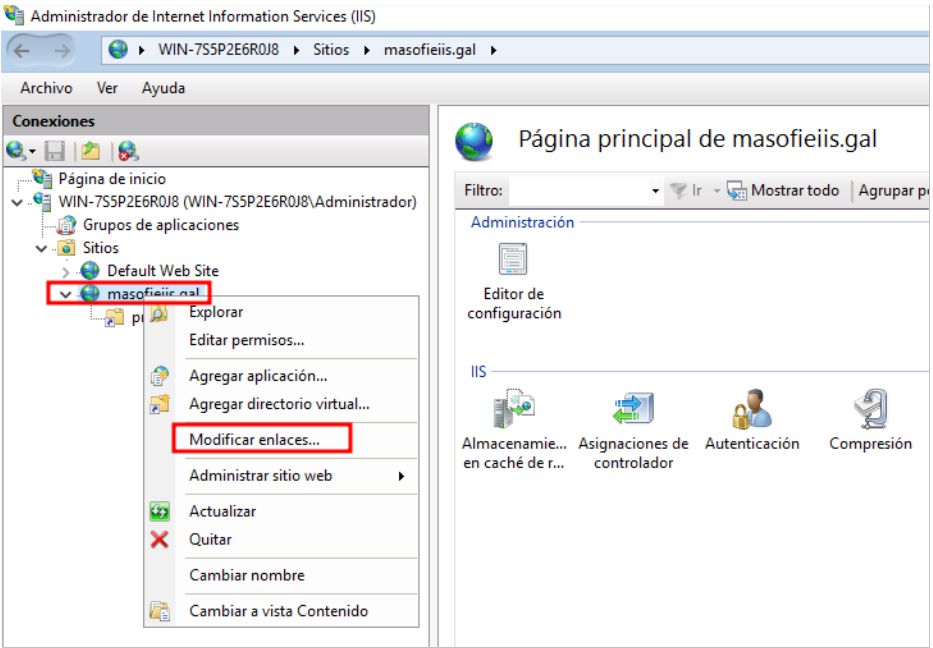 Administrador de Internet Information Services (IIS)
WIN-7S5P2E6R0J8 Sitios masofieiis.gal
Archivo Ver Ayuda
Conexiones
Página de inicio
WIN-7S5P2E6R0J8 (WIN-7S5P2E6R0J8\Administrador)
Grupos de aplicaciones
Sitios
Default Web Site
masofieiis.gal
Explorar
Editar permisos...
Agregar aplicación...
Agregar directorio virtual...
Modificar enlaces...
Administrar sitio web
Actualizar
Quitar
Cambiar nombre
Cambiar a vista Contenido
Página principal de masofieiis.gal
Filtro: Ir Mostrar todo Agrupar
Administración
Editor de
configuración
IIS
Almacenamie... Asignaciones de Autenticación Compresión
en caché de r... controlador